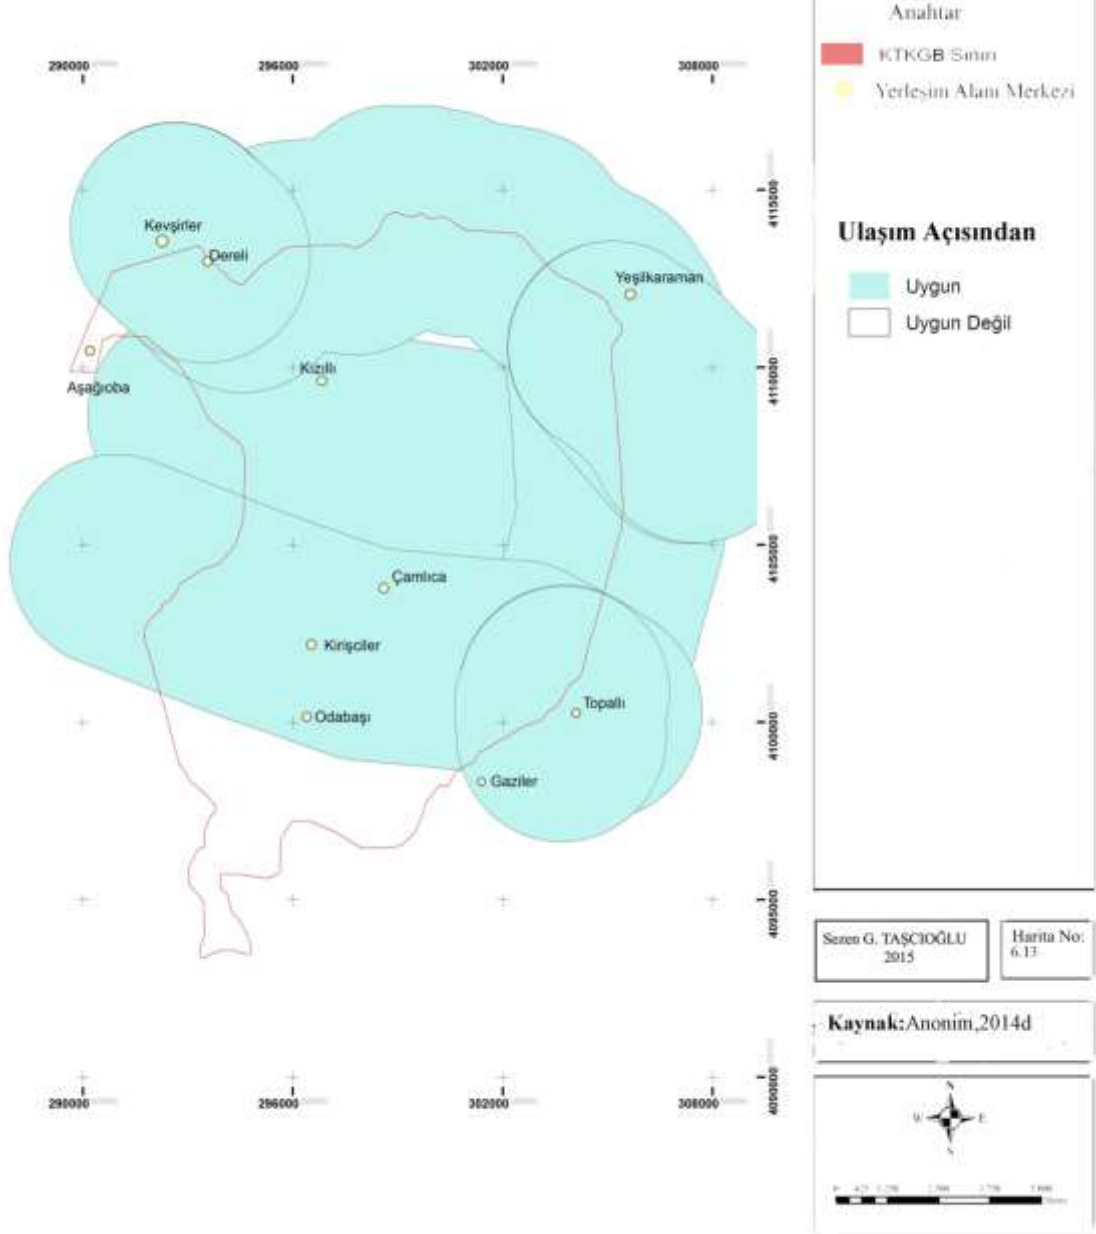 Anahtar
KTKGB Sınırı
Yerleşim Alanı Merkezi
Ulaşım Açısından
Uygun
Uygun Değil
290000 296000 302000 308000
4115000
4110000
4105000
4100000
4095000
4090000
Kevşirler
Dereli
Yeşilkaraman
Aşağıoba
Kızıllı
Çamlıca
Kirişciler
Odabaşı
Topallı
Gaziler
290000 296000 302000 308000
Sezen G. TAŞCIOĞLU
2015
Harita No:
6.13
Kaynak:Anonim,2014d
N
W E
S
0